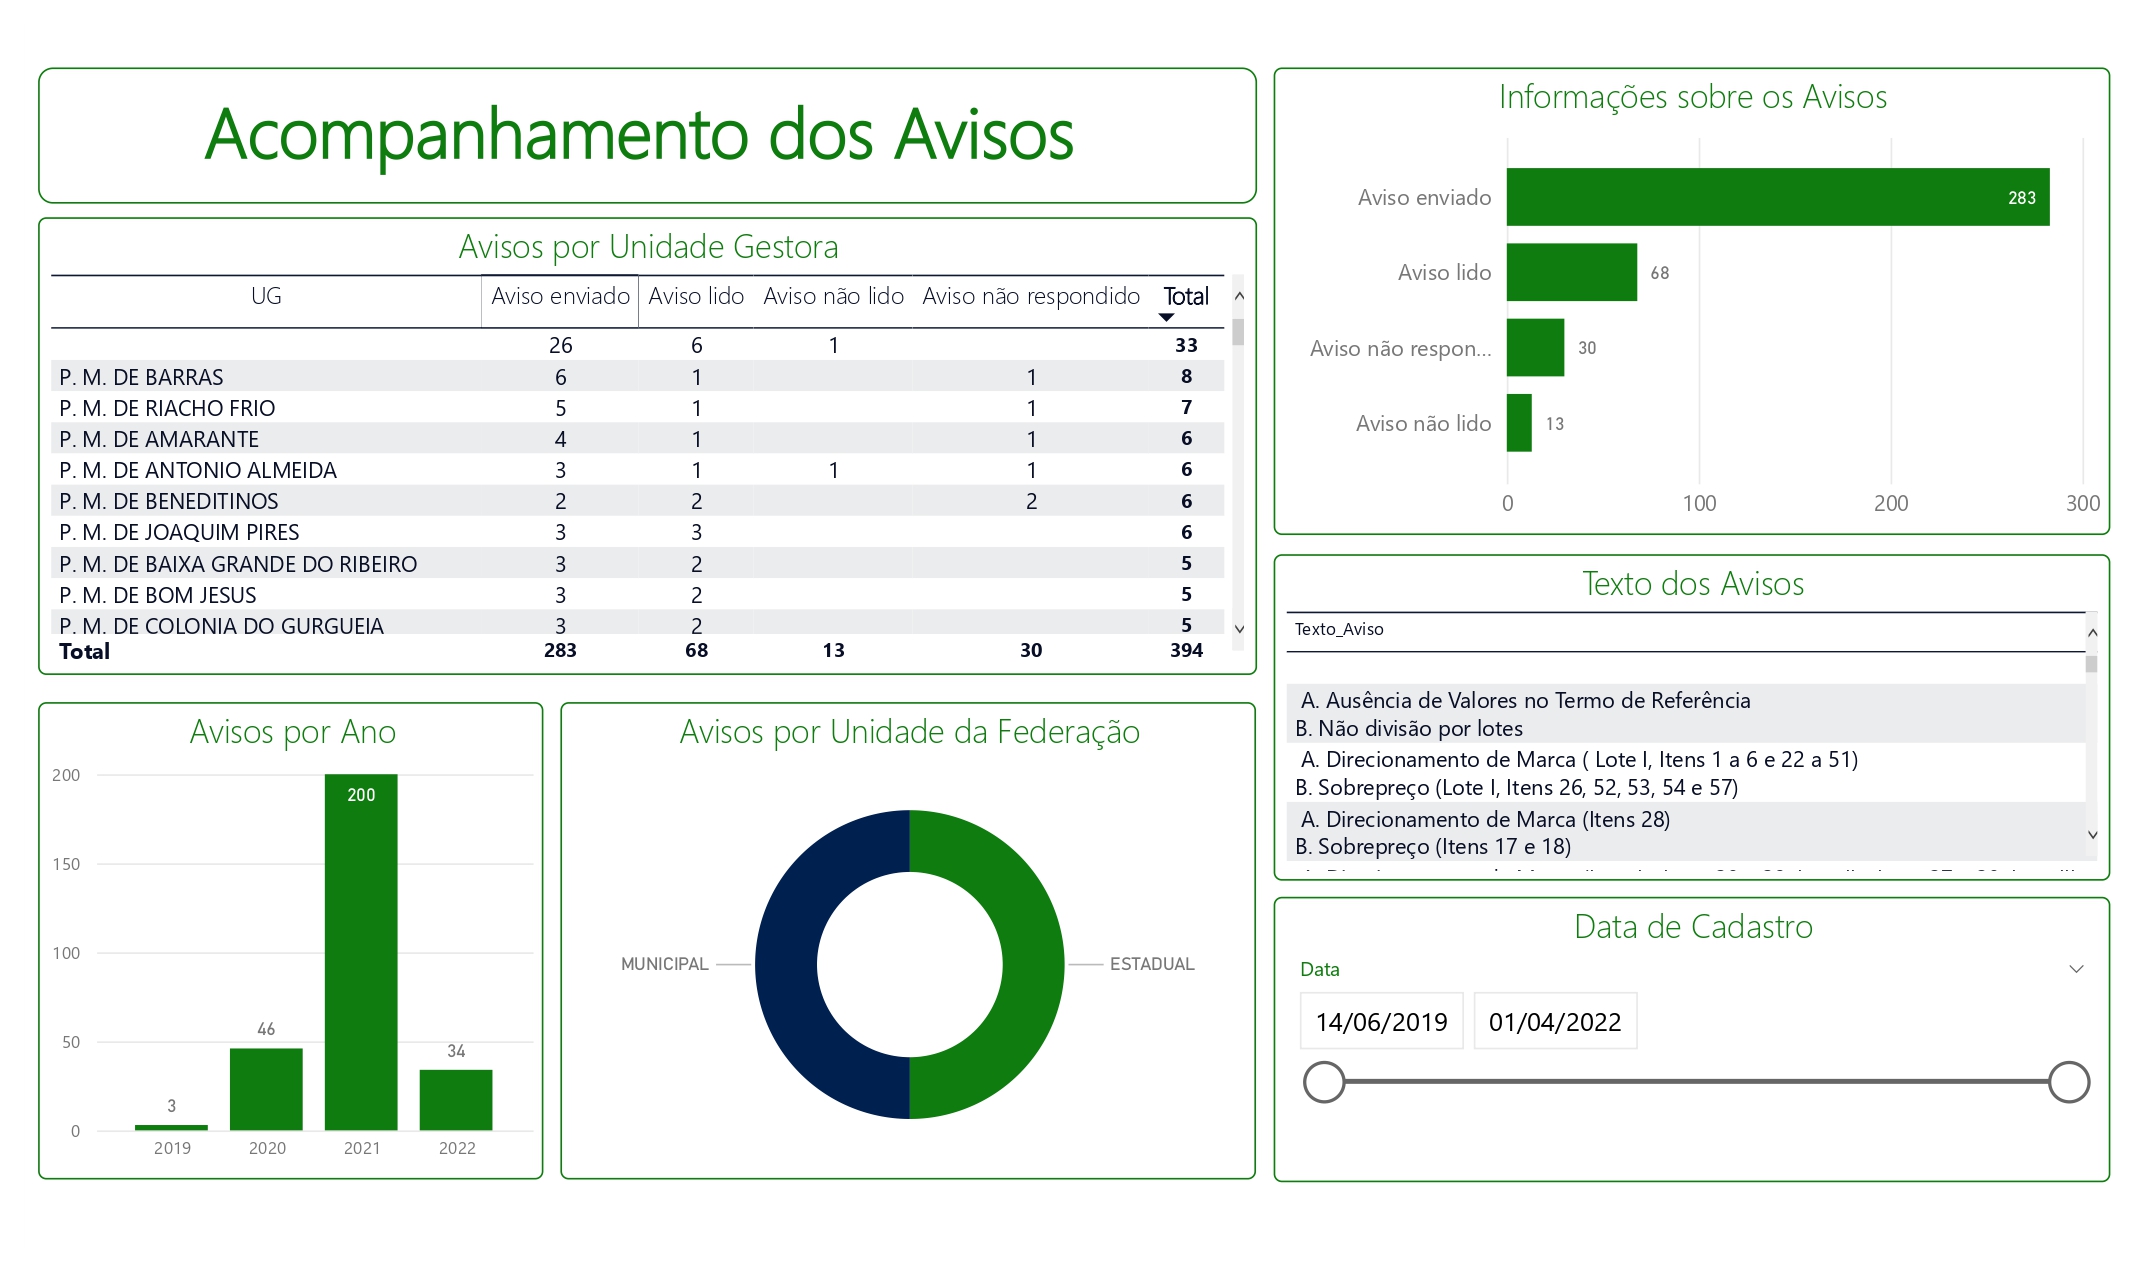 Acompanhamento dos Avisos
Avisos por Unidade Gestora
UG Aviso enviado Aviso lido Aviso não lido Aviso não respondido Total
26 6 1 33
P. M. DE BARRAS 6 1 1 8
P. M. DE RIACHO FRIO 5 1 1 7
P. M. DE AMARANTE 4 1 1 6
P. M. DE ANTONIO ALMEIDA 3 1 1 1 6
P. M. DE BENEDITINOS 2 2 2 6
P. M. DE JOAQUIM PIRES 3 3 6
P. M. DE BAIXA GRANDE DO RIBEIRO 3 2 5
P. M. DE BOM JESUS 3 2 5
P. M. DE COLONIA DO GURGUEIA 3 2 5
Total 283 68 13 30 394
Avisos por Ano
200
150
100
50
0
3
46
200
34
2019 2020 2021 2022
Avisos por Unidade da Federação
MUNICIPAL
ESTADUAL
Informações sobre os Avisos
Aviso enviado 283
Aviso lido 68
Aviso não respon... 30
Aviso não lido 13
0 100 200 300
Texto dos Avisos
Texto_Aviso
A. Ausência de Valores no Termo de Referência
B. Não divisão por lotes
A. Direcionamento de Marca ( Lote I, Itens 1 a 6 e 22 a 51)
B. Sobrepreço (Lote I, Itens 26, 52, 53, 54 e 57)
A. Direcionamento de Marca (Itens 28)
B. Sobrepreço (Itens 17 e 18)
Data de Cadastro
Data
14/06/2019 01/04/2022